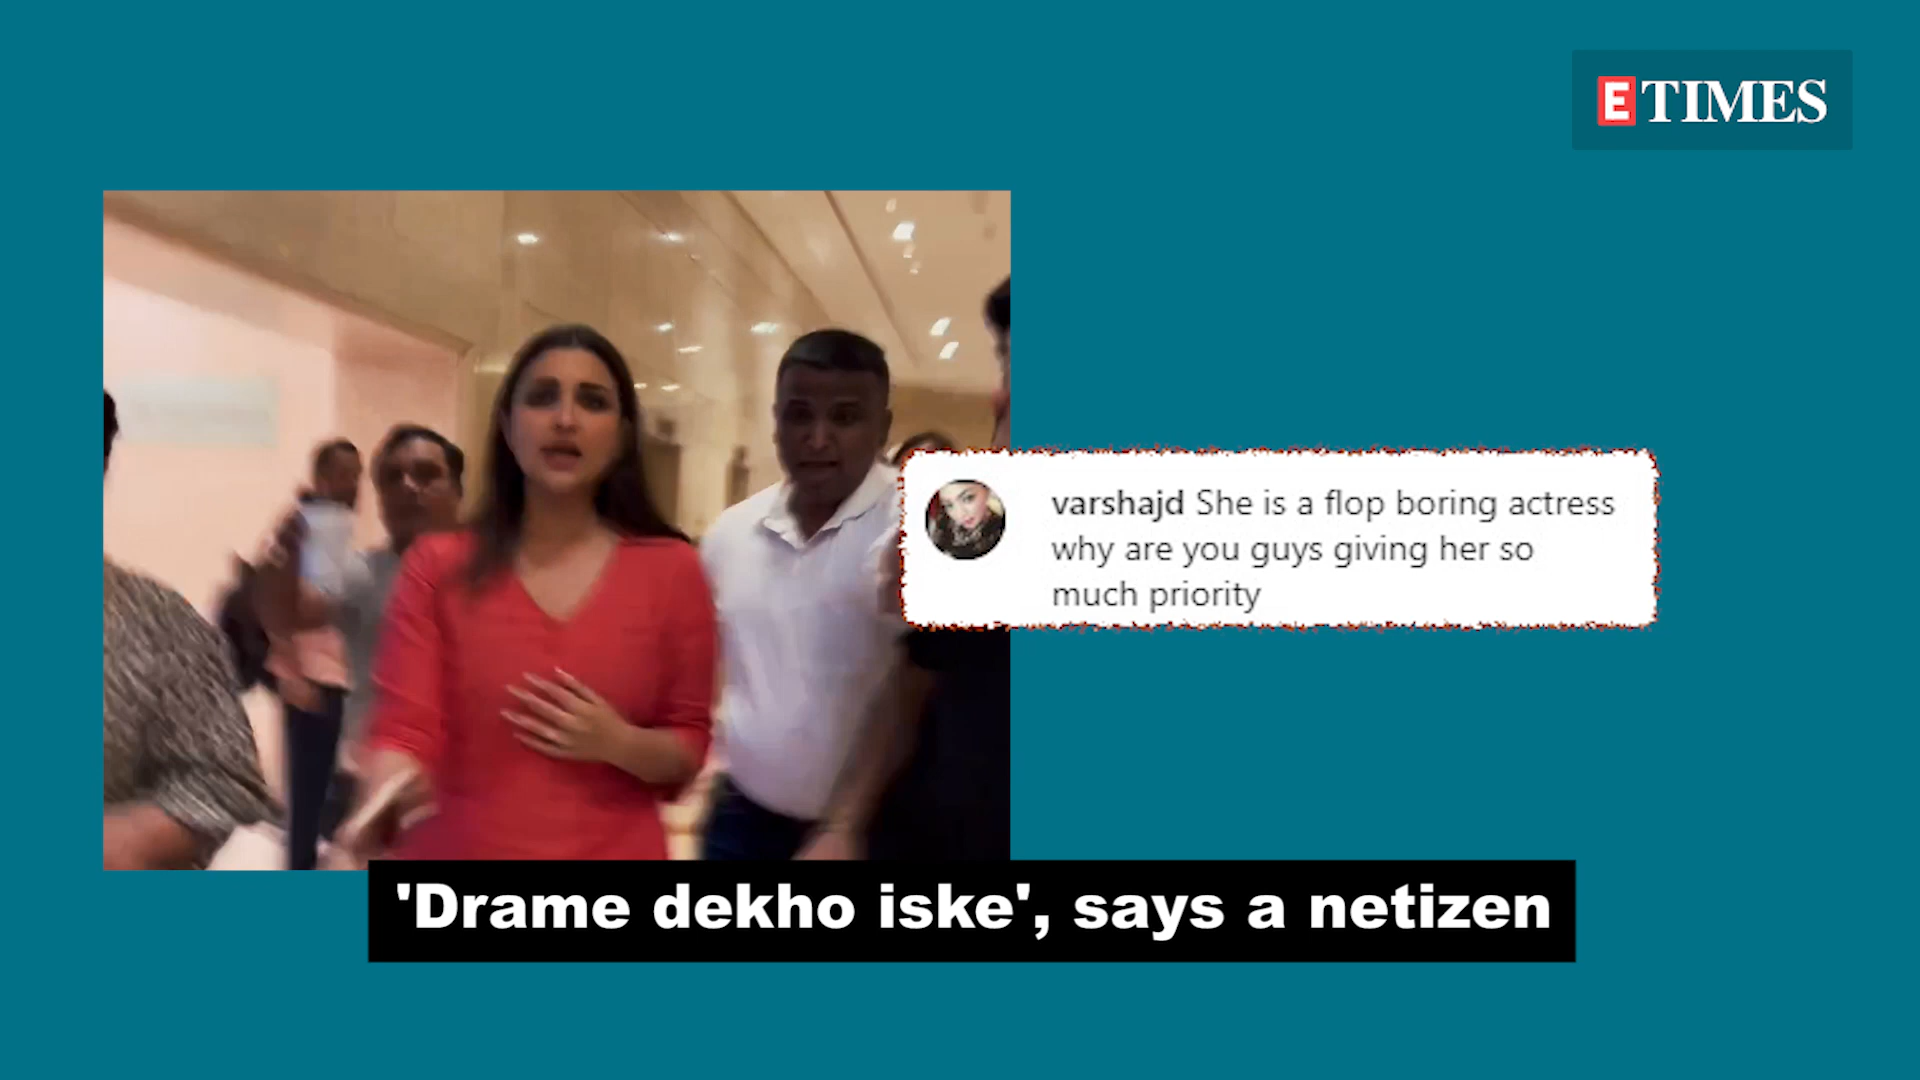 E TIMES
varshajd She is a flop boring actress
why are you guys giving her so
much priority
'Drame dekho iske', says a netizen